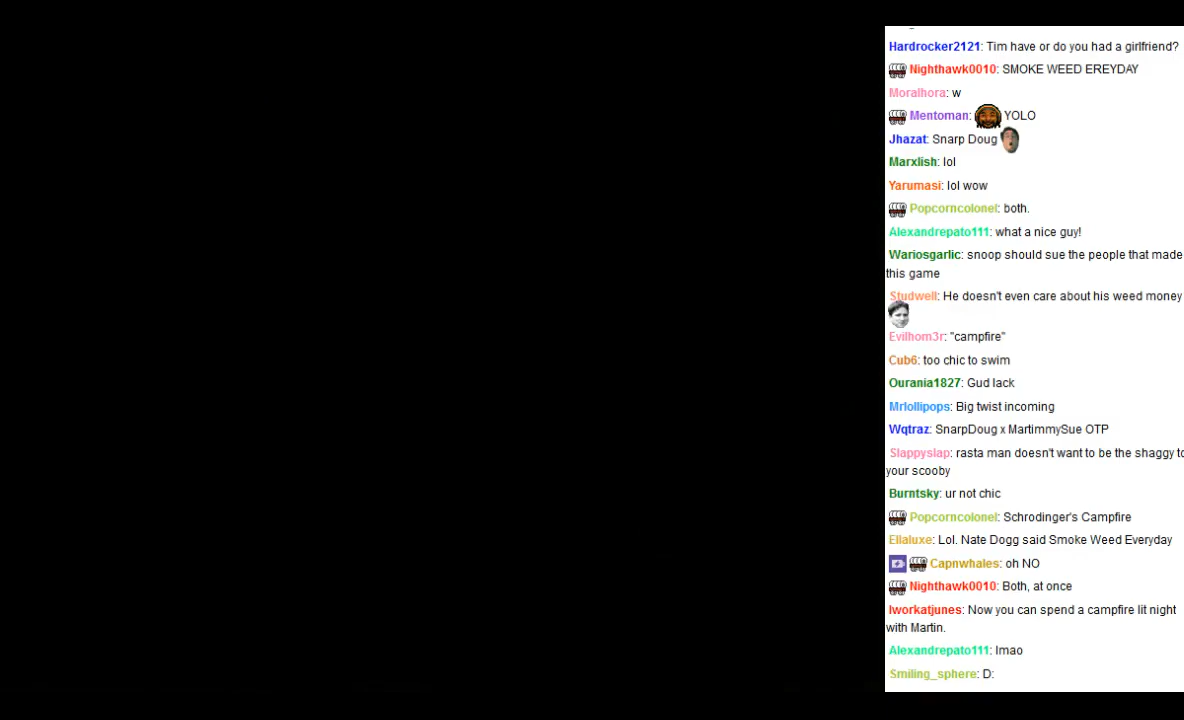 Hardrocker2121: Tim have or do you had a girlfriend?
Nighthawk0010: SMOKE WEED EREYDAY
Moralhora: w
Mentoman: YOLO
Jhazat: Snarp Doug
Marxlish: lol
Yarumasi: lol wow
Popcorncolonel: both.
Alexandrepato111: what a nice guy!
Wariosgarlic: snoop should sue the people that made
this game
Studwell: He doesn't even care about his weed money
Evilhom3r: "campfire"
Cub6: too chic to swim
Ourania1827: Gud lack
Mrlollipops: Big twist incoming
Wqtraz: SnarpDoug x MartimmySue OTP
Slappyslap: rasta man doesn't want to be the shaggy to
your scooby
Burntsky: ur not chic
Popcorncolonel: Schrodinger's Campfire
Ellaluxe: Lol. Nate Dogg said Smoke Weed Everyday
Capnwhales: oh NO
Nighthawk0010: Both, at once
Iworkatjunes: Now you can spend a campfire lit night
with Martin.
Alexandrepato111: lmao
Smiling_sphere: D: